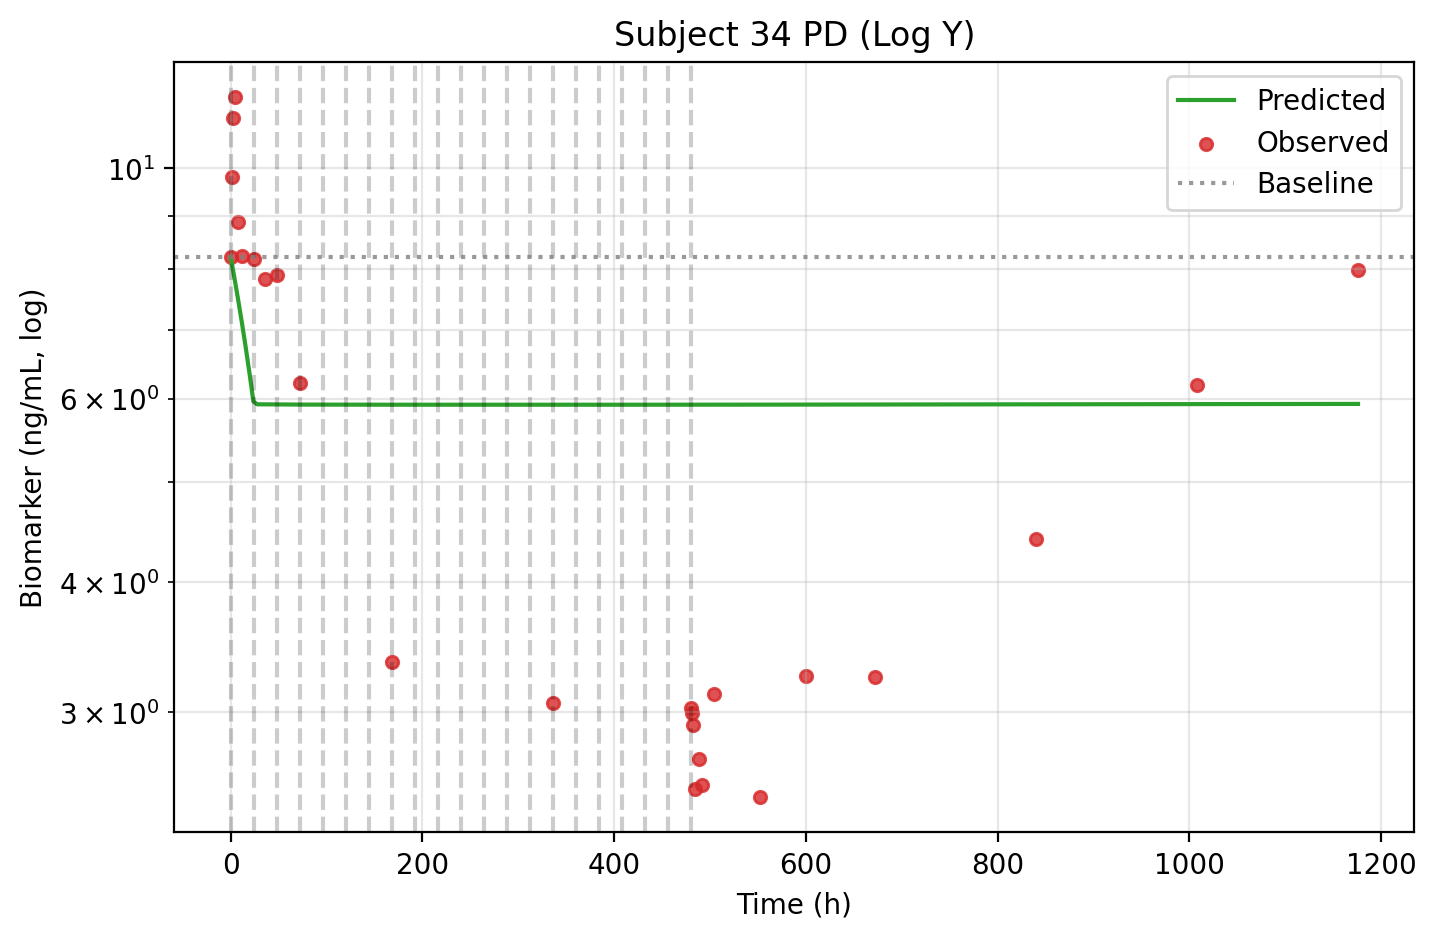 Subject 34 PD (Log Y)
Predicted
Observed
Baseline
Biomarker (ng/mL, log)
10¹
6 × 10⁰
4 × 10⁰
3 × 10⁰
0 200 400 600 800 1000 1200
Time (h)